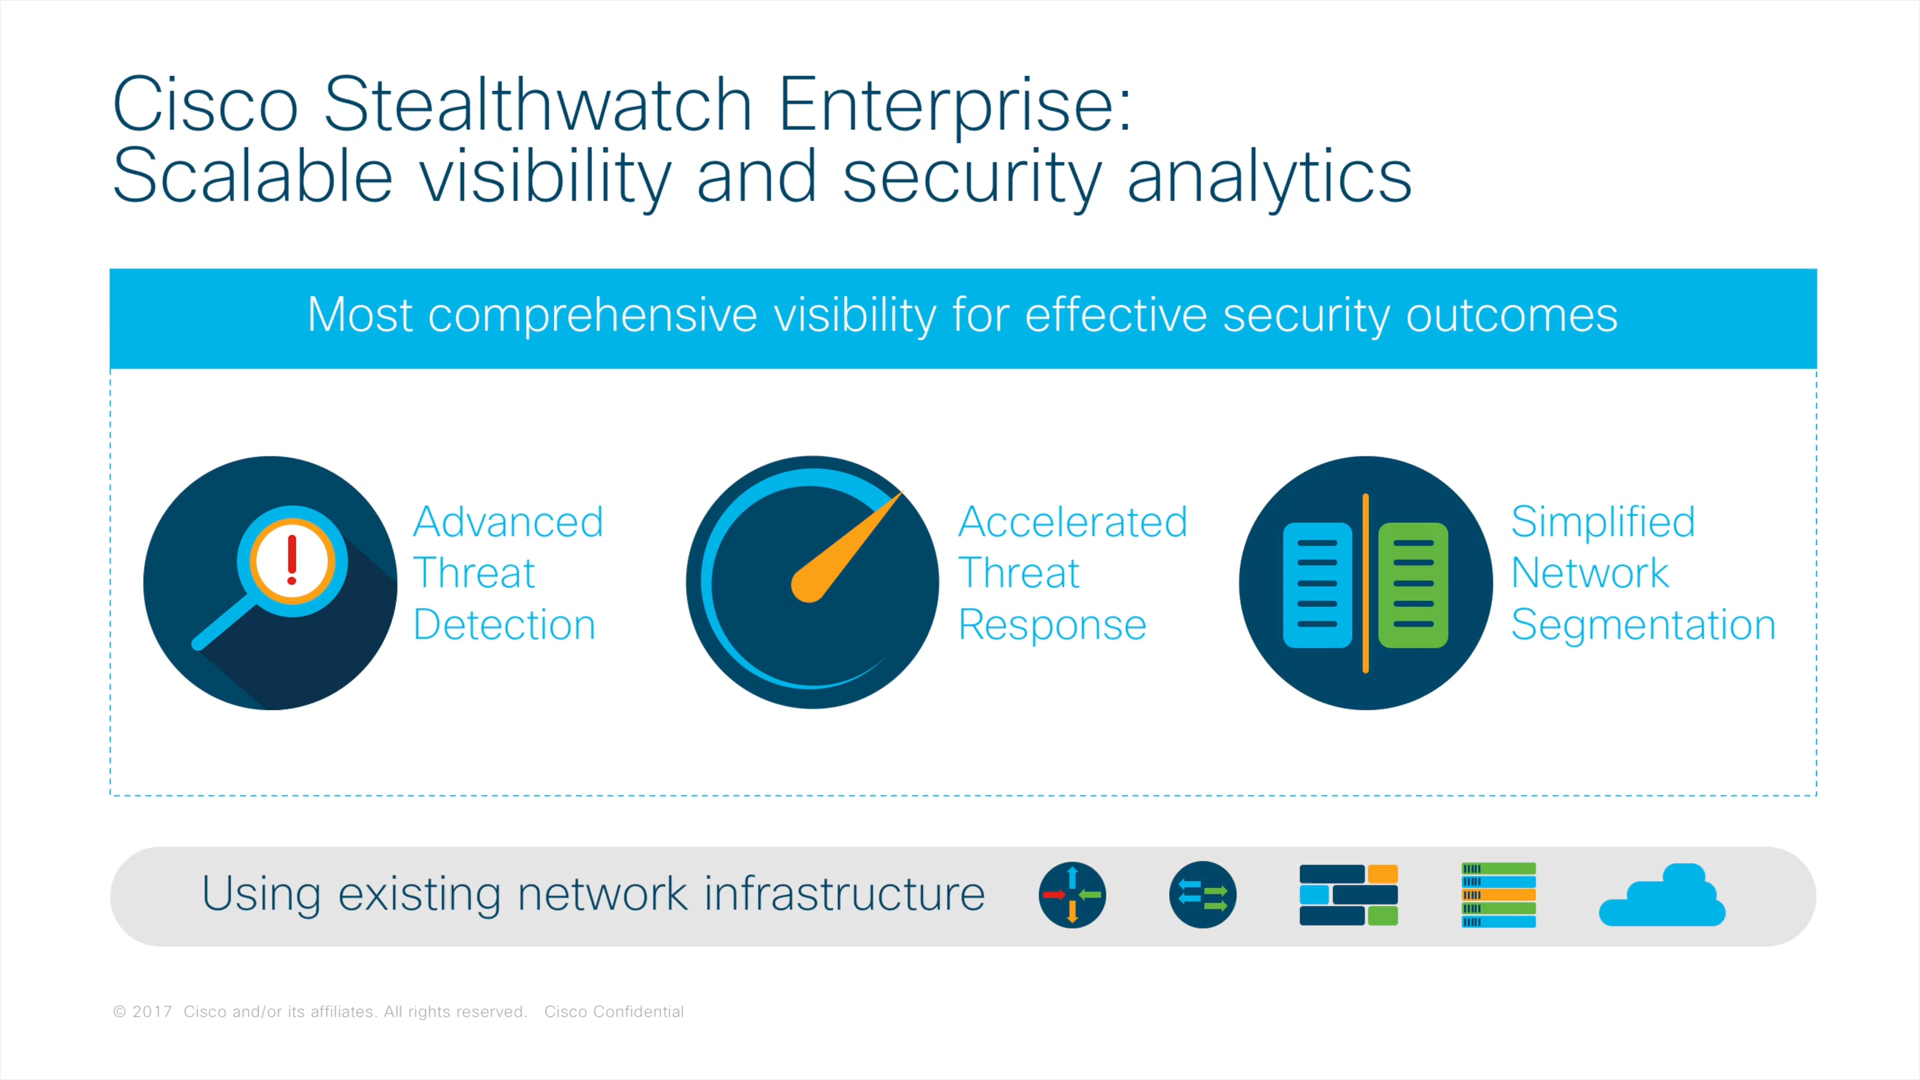 Cisco Stealthwatch Enterprise:
Scalable visibility and security analytics
Most comprehensive visibility for effective security outcomes
Advanced
Threat
Detection
Accelerated
Threat
Response
Simplified
Network
Segmentation
Using existing network infrastructure
© 2017 Cisco and/or its affiliates. All rights reserved. Cisco Confidential